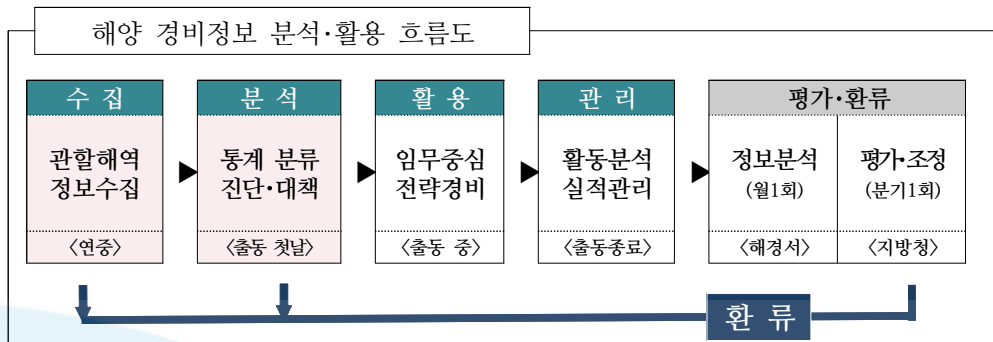 해양 경비정보 분석·활용 흐름도
수 집
관할해역
정보수집
<연중>
분 석
통계 분류
진단·대책
<출동 첫날>
활 용
임무중심
전략경비
<출동 중>
관 리
활동분석
실적관리
<출동종료>
평가·환류
정보분석
(월1회)
<해경서>
평가·조정
(분기1회)
<지방청>
환 류